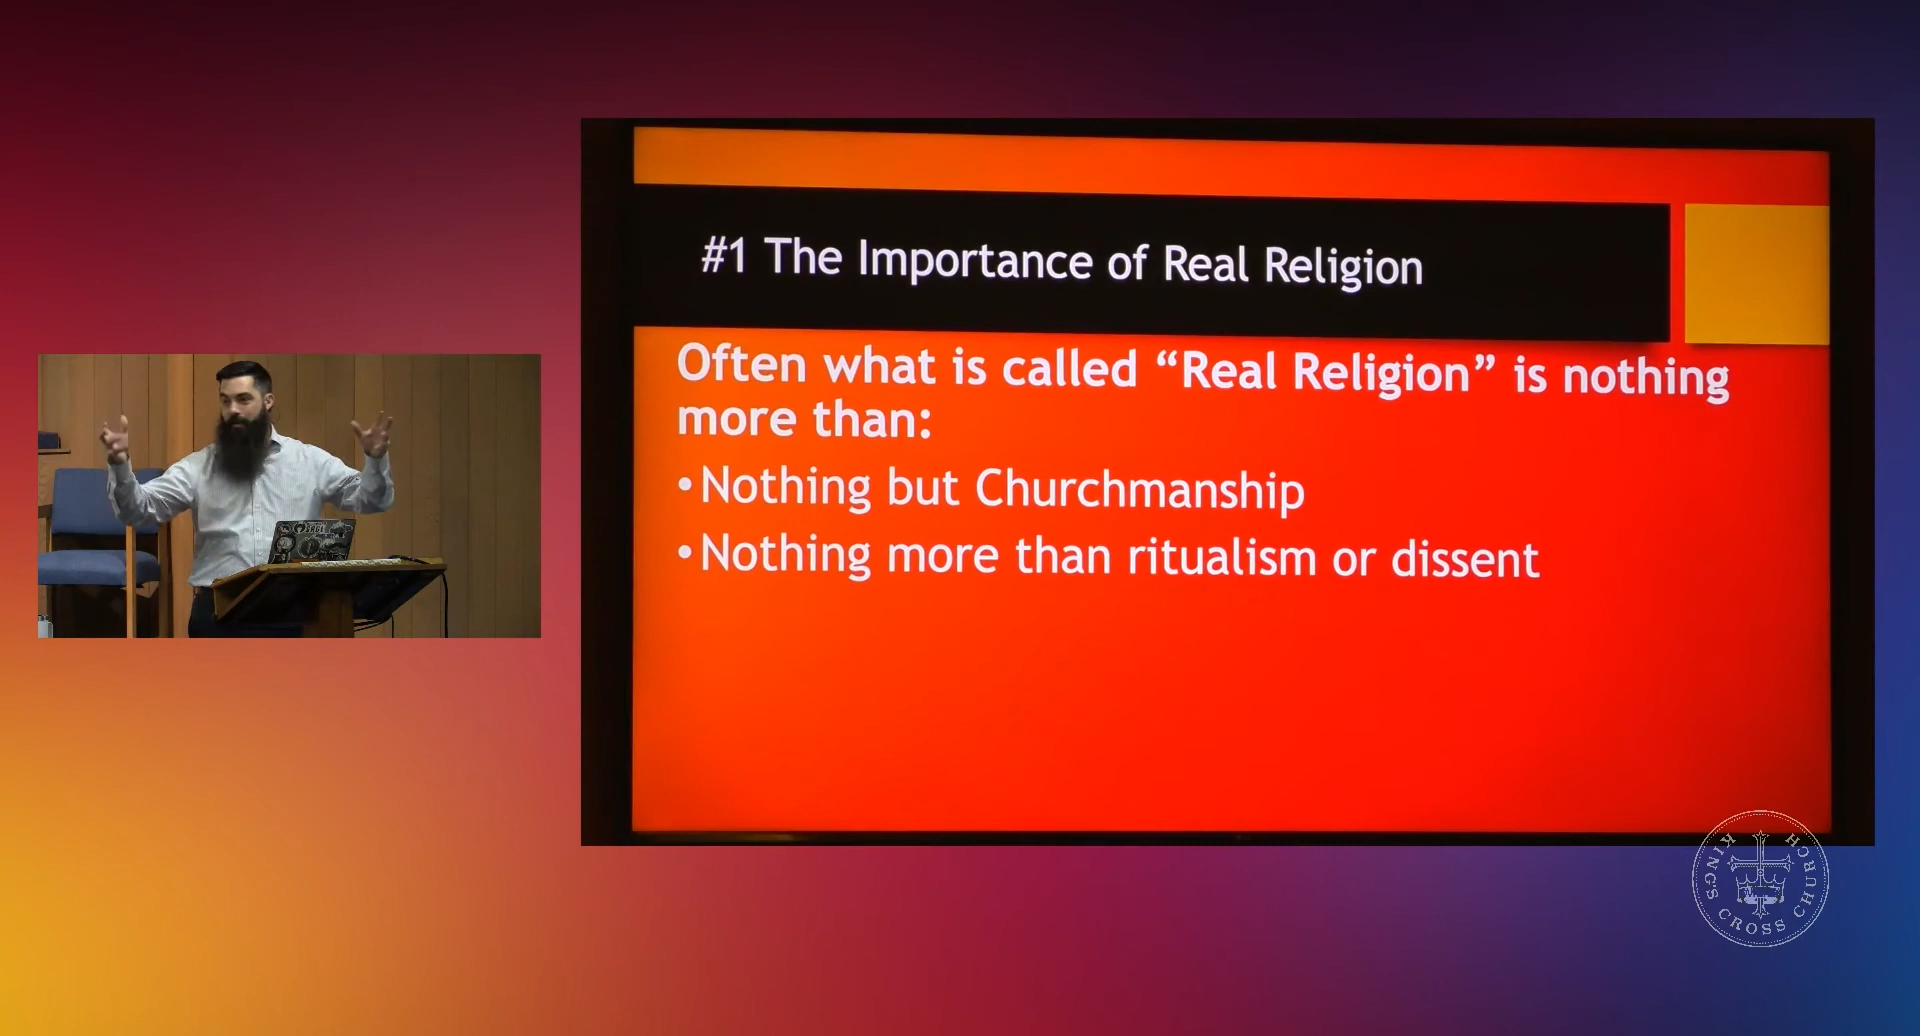 #1 The Importance of Real Religion
Often what is called “Real Religion” is nothing
more than:
•Nothing but Churchmanship
•Nothing more than ritualism or dissent
KING'S CROSS CHURCH